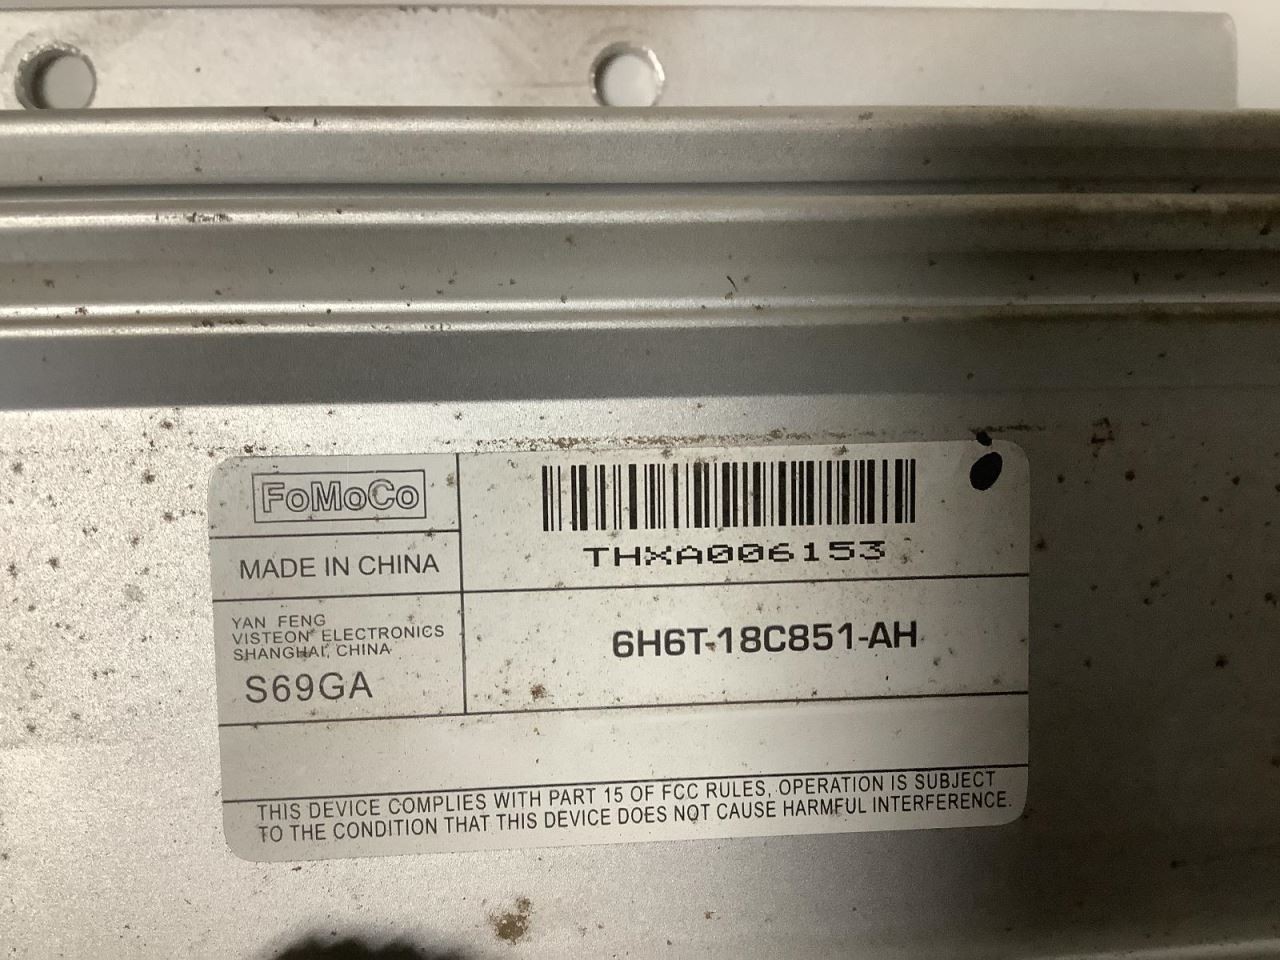 FoMoCo
THXA006153
MADE IN CHINA
YAN FENG
VISTEON ELECTRONICS
SHANGHAI, CHINA
S69GA
6H6T-18C851-AH
THIS DEVICE COMPLIES WITH PART 15 OF FCC RULES, OPERATION IS SUBJECT
TO THE CONDITION THAT THIS DEVICE DOES NOT CAUSE HARMFUL INTERFERENCE.